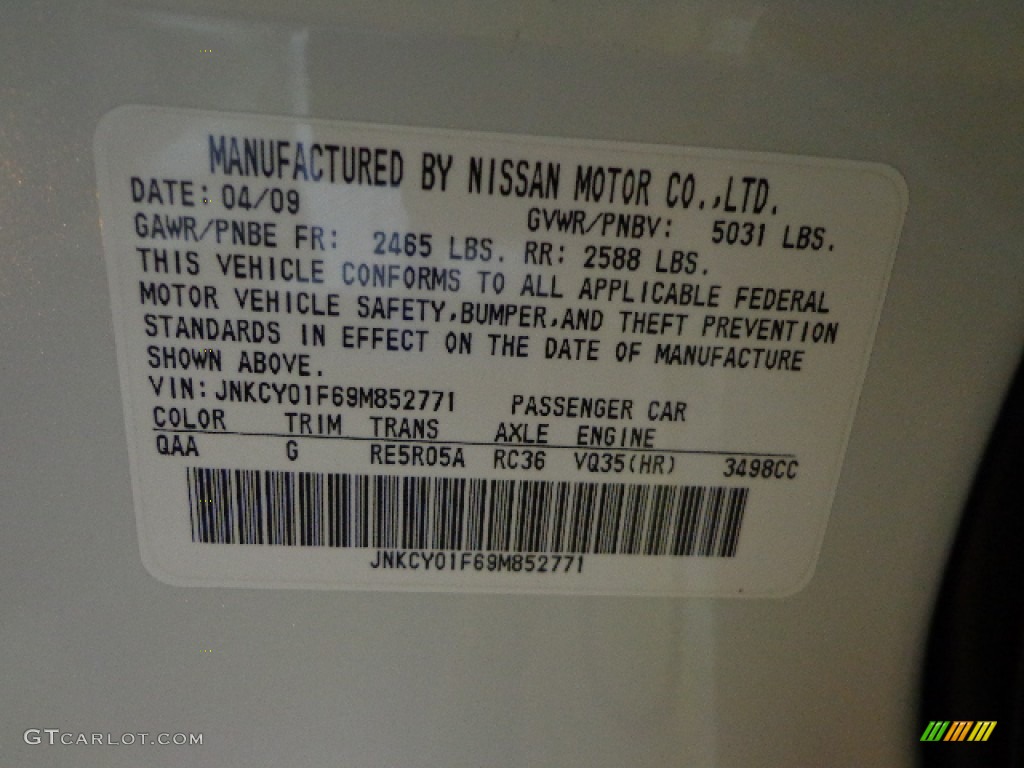 MANUFACTURED BY NISSAN MOTOR CO.,LTD.
DATE: 04/09 GVWR/PNBV: 5031 LBS.
GAWR/PNBE FR: 2465 LBS. RR: 2588 LBS.
THIS VEHICLE CONFORMS TO ALL APPLICABLE FEDERAL
MOTOR VEHICLE SAFETY,BUMPER,AND THEFT PREVENTION
STANDARDS IN EFFECT ON THE DATE OF MANUFACTURE
SHOWN ABOVE.
VIN:JNKCY01F69M852771 PASSENGER CAR
COLOR TRIM TRANS AXLE ENGINE
QAA G RE5R05A RC36 VQ35(HR) 3498CC
JNKCY01F69M852771
GTCARLOT.COM